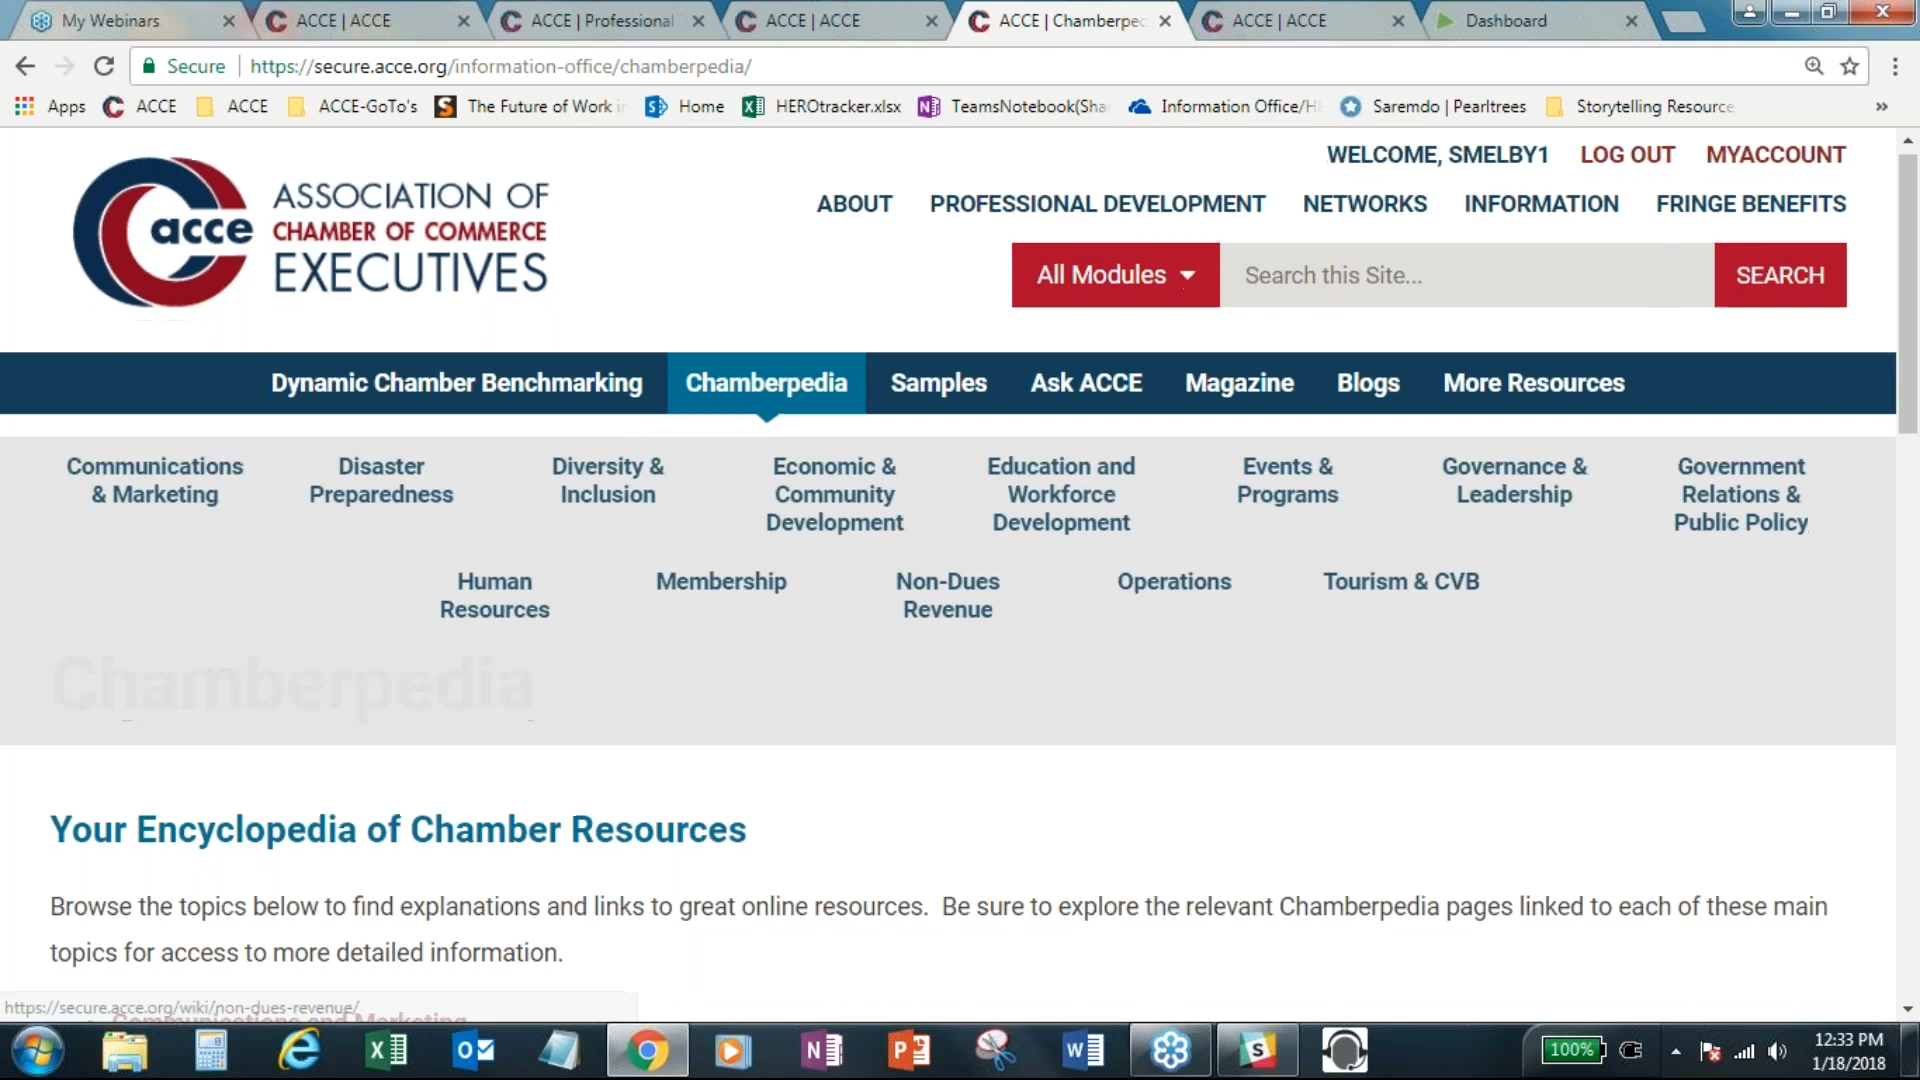 My Webinars
ACCE | ACCE
ACCE | Professional
ACCE | ACCE
ACCE | Chamberpe
ACCE | ACCE
Dashboard
Secure
https://secure.acce.org/information-office/chamberpedia/
Apps
ACCE
ACCE
ACCE-GoTo's
The Future of Work in
Home
HEROtracker.xlsx
TeamsNotebook(Sha
Information Office/H
Saremdo | Pearltrees
Storytelling Resource
WELCOME, SMELBY1 LOG OUT MYACCOUNT
acce
ASSOCIATION OF
CHAMBER OF COMMERCE
EXECUTIVES
ABOUT PROFESSIONAL DEVELOPMENT NETWORKS INFORMATION FRINGE BENEFITS
All Modules
Search this Site...
SEARCH
Dynamic Chamber Benchmarking Chamberpedia Samples Ask ACCE Magazine Blogs More Resources
Communications
& Marketing
Disaster
Preparedness
Diversity &
Inclusion
Economic &
Community
Development
Education and
Workforce
Development
Events &
Programs
Governance &
Leadership
Government
Relations &
Public Policy
Human
Resources
Membership
Non-Dues
Revenue
Operations
Tourism & CVB
Chamberpedia
Your Encyclopedia of Chamber Resources
Browse the topics below to find explanations and links to great online resources. Be sure to explore the relevant Chamberpedia pages linked to each of these main
topics for access to more detailed information.
https://secure.acce.org/wiki/non-dues-revenue/
Communications and Marketing
100%
12:33 PM
1/18/2018